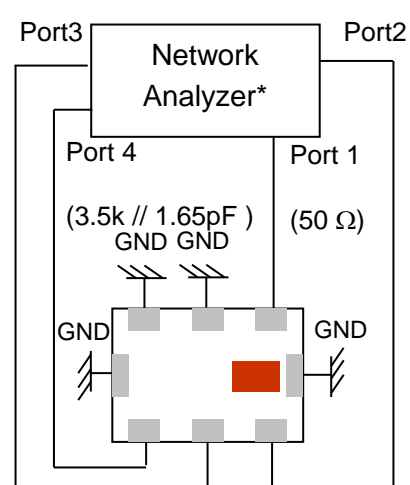 Port3
Port2
Network
Analyzer*
Port 4
Port 1
(3.5k // 1.65pF )
(50 Ω)
GND GND
GND
GND